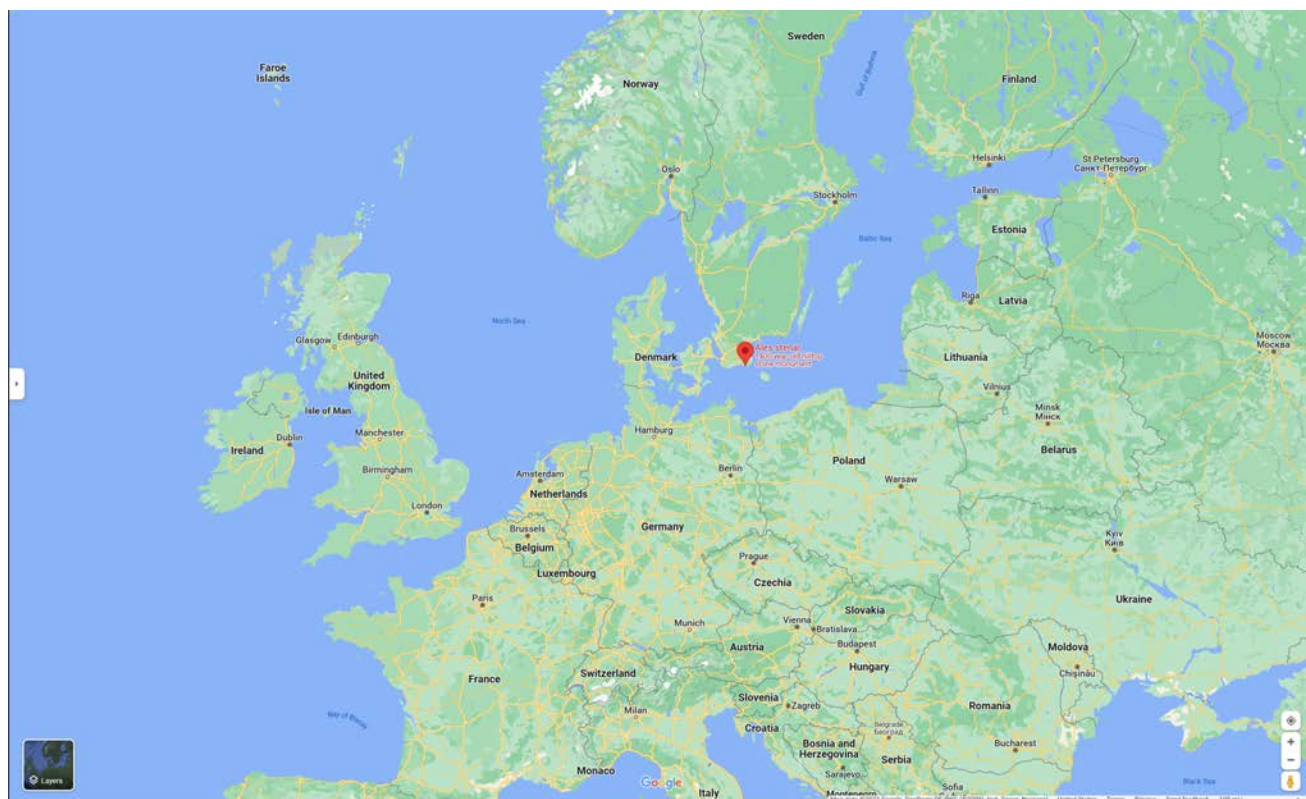 Sweden
Faroe
Islands
Norway
Finland
Gulf of Bothnia
Helsinki
St Petersburg
Санкт-Петербург
Oslo
Stockholm
Tallinn
Estonia
Baltic Sea
Riga
Latvia
North Sea
Moscow
Москва
Glasgow
Edinburgh
Denmark
Ales stenar
Lithuania
United
Kingdom
Vilnius
Isle of Man
Minsk
Мінск
Dublin
Ireland
Manchester
Hamburg
Belarus
Birmingham
Amsterdam
Berlin
Poland
Warsaw
Netherlands
London
Brussels
Germany
Belgium
Kyiv
Київ
Prague
Luxembourg
Czechia
Paris
Ukraine
Slovakia
Munich
Vienna
Bratislava
Austria
Budapest
Moldova
Switzerland
Hungary
Chișinău
France
Slovenia
Zagreb
Romania
Milan
Croatia
Bay of Biscay
Belgrade
Београд
Bosnia and
Herzegovina
Serbia
Bucharest
Monaco
Sarajevo
Layers
Google
Italy
Sofia
Black Sea